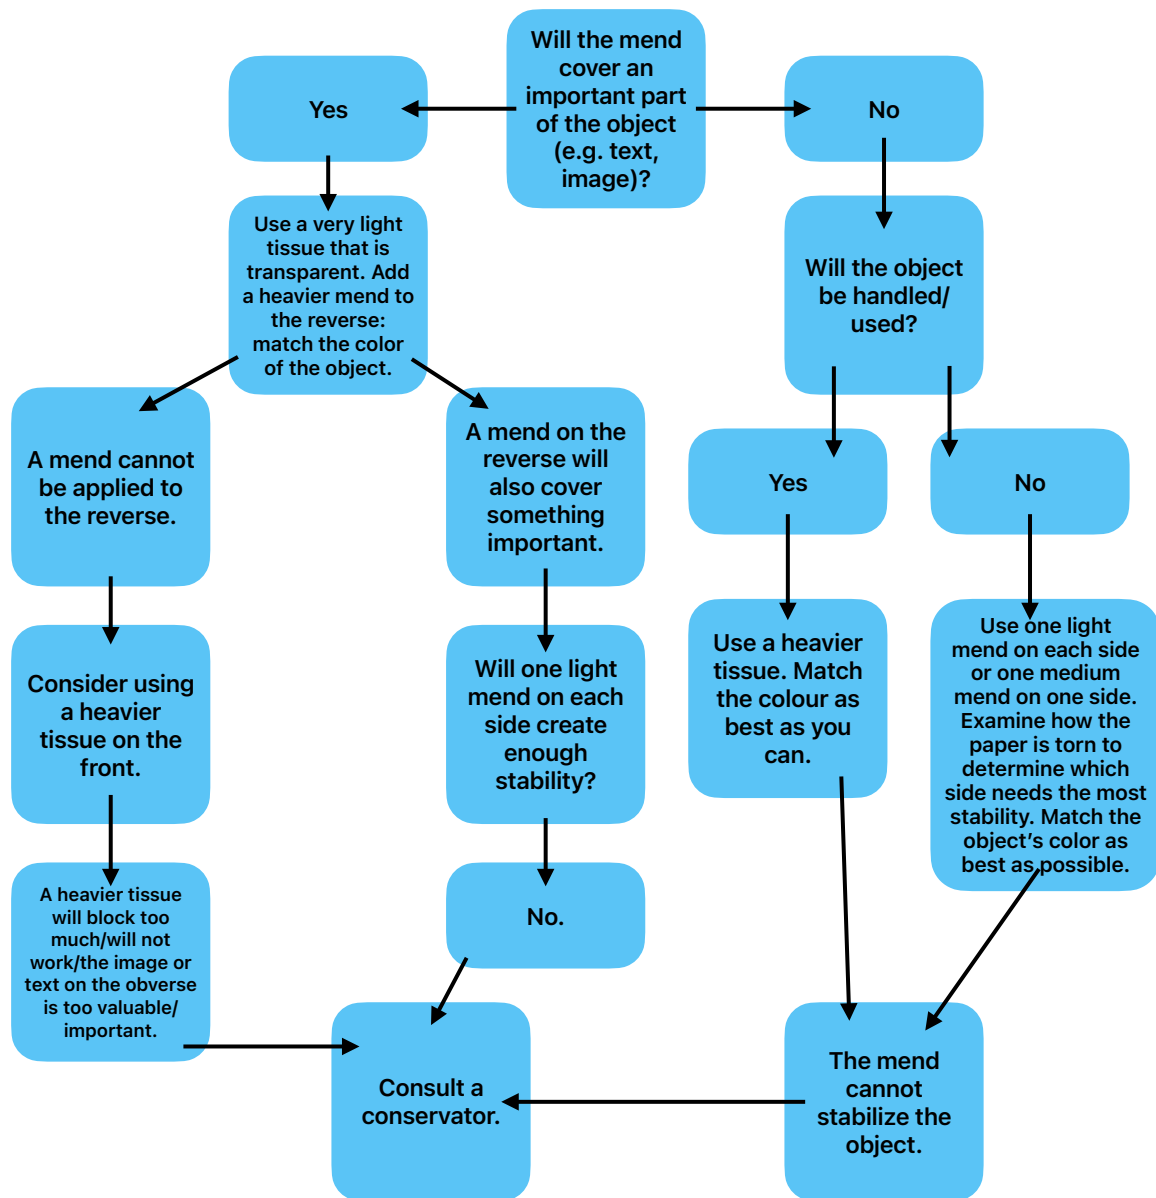 Will the mend
cover an
important part
of the object
(e.g. text,
image)?
Yes
No
Use a very light
tissue that is
transparent. Add
a heavier mend to
the reverse:
match the color
of the object.
Will the object
be handled/
used?
A mend cannot
be applied to
the reverse.
A mend on the
reverse will
also cover
something
important.
Yes
No
Consider using
a heavier
tissue on the
front.
Will one light
mend on each
side create
enough
stability?
Use a heavier
tissue. Match
the colour as
best as you
can.
Use one light
mend on each side
or one medium
mend on one side.
Examine how the
paper is torn to
determine which
side needs the most
stability. Match the
object's color as
best as possible.
A heavier tissue
will block too
much/will not
work/the image or
text on the obverse
is too valuable/
important.
No.
Consult a
conservator.
The mend
cannot
stabilize the
object.